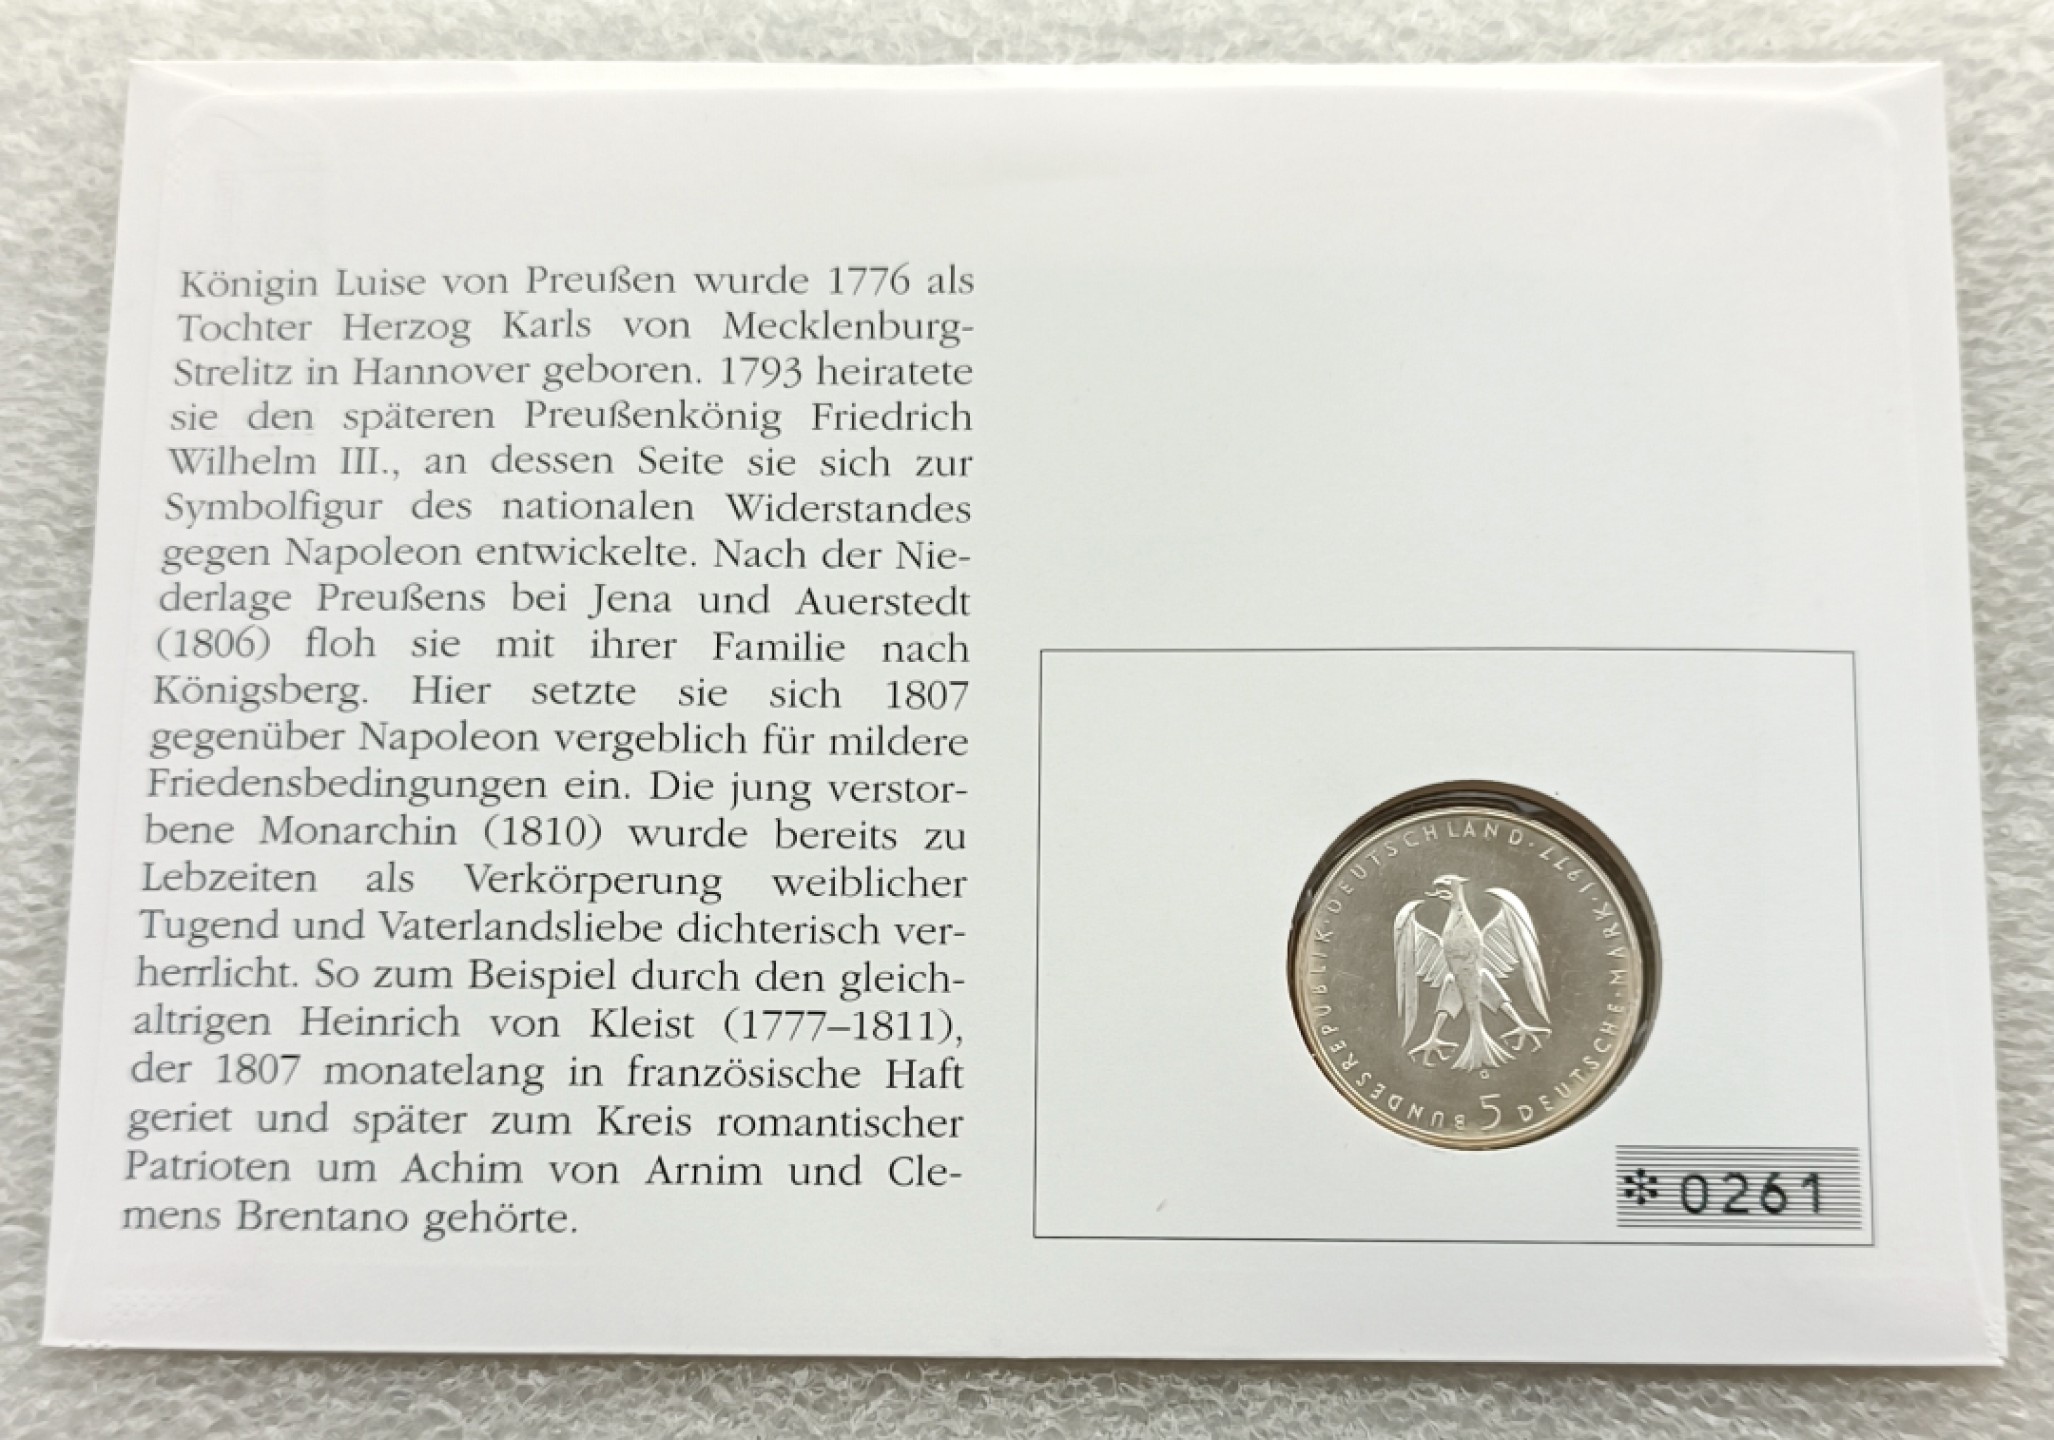 Königin Luise von Preußen wurde 1776 als
Tochter Herzog Karls von Mecklenburg-
Strelitz in Hannover geboren. 1793 heiratete
sie den späteren Preußenkönig Friedrich
Wilhelm III., an dessen Seite sie sich zur
Symbolfigur des nationalen Widerstandes
gegen Napoleon entwickelte. Nach der Nie-
derlage Preußens bei Jena und Auerstedt
(1806) floh sie mit ihrer Familie nach
Königsberg. Hier setzte sie sich 1807
gegenüber Napoleon vergeblich für mildere
Friedensbedingungen ein. Die jung verstor-
bene Monarchin (1810) wurde bereits zu
Lebzeiten als Verkörperung weiblicher
Tugend und Vaterlandsliebe dichterisch ver-
herrlicht. So zum Beispiel durch den gleich-
altrigen Heinrich von Kleist (1777–1811),
der 1807 monatelang in französische Haft
geriet und später zum Kreis romantischer
Patrioten um Achim von Arnim und Cle-
mens Brentano gehörte.
BUNDESREPUBLIK·DEUTSCHLAND·1977·
5 DEUTSCHE·MARK·
G
*0261